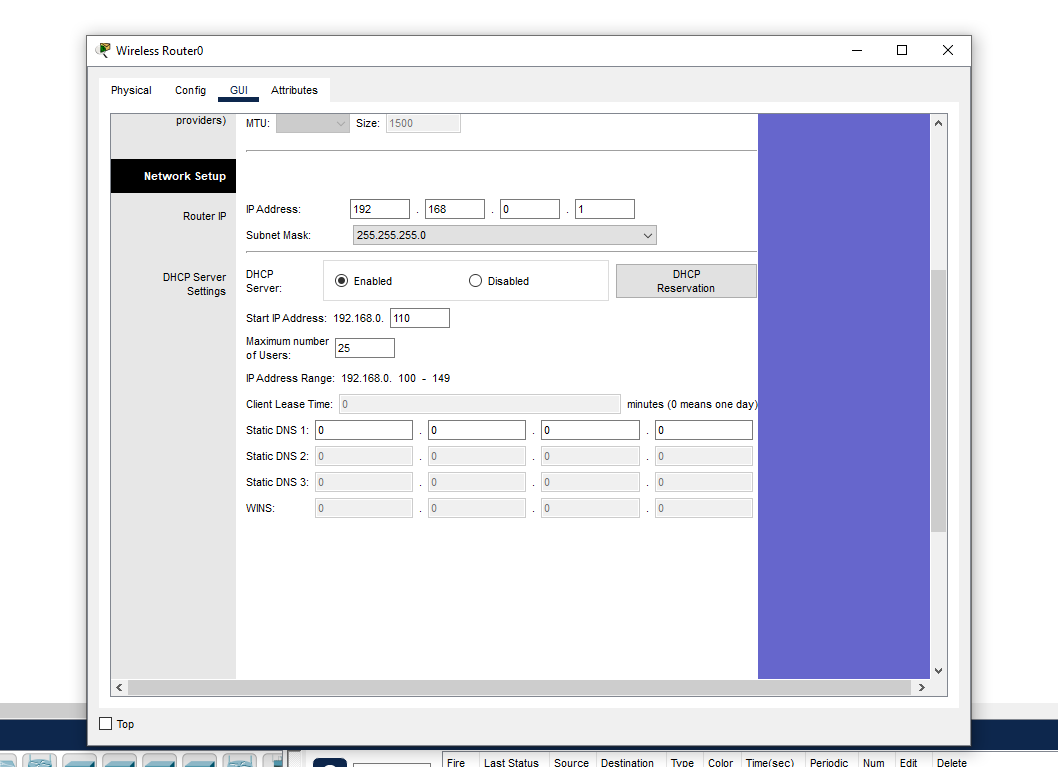 Wireless Router0
Physical Config GUI Attributes
providers)
MTU: Size: 1500
Network Setup
Router IP
IP Address: 192 . 168 . 0 . 1
Subnet Mask: 255.255.255.0
DHCP Server
Settings
DHCP
Server: Enabled Disabled
DHCP
Reservation
Start IP Address: 192.168.0. 110
Maximum number
of Users: 25
IP Address Range: 192.168.0. 100 - 149
Client Lease Time: 0 minutes (0 means one day)
Static DNS 1: 0 . 0 . 0 . 0
Static DNS 2: 0 . 0 . 0 . 0
Static DNS 3: 0 . 0 . 0 . 0
WINS: 0 . 0 . 0 . 0
Top
Fire Last Status Source Destination Type Color Time(sec) Periodic Num Edit Delete